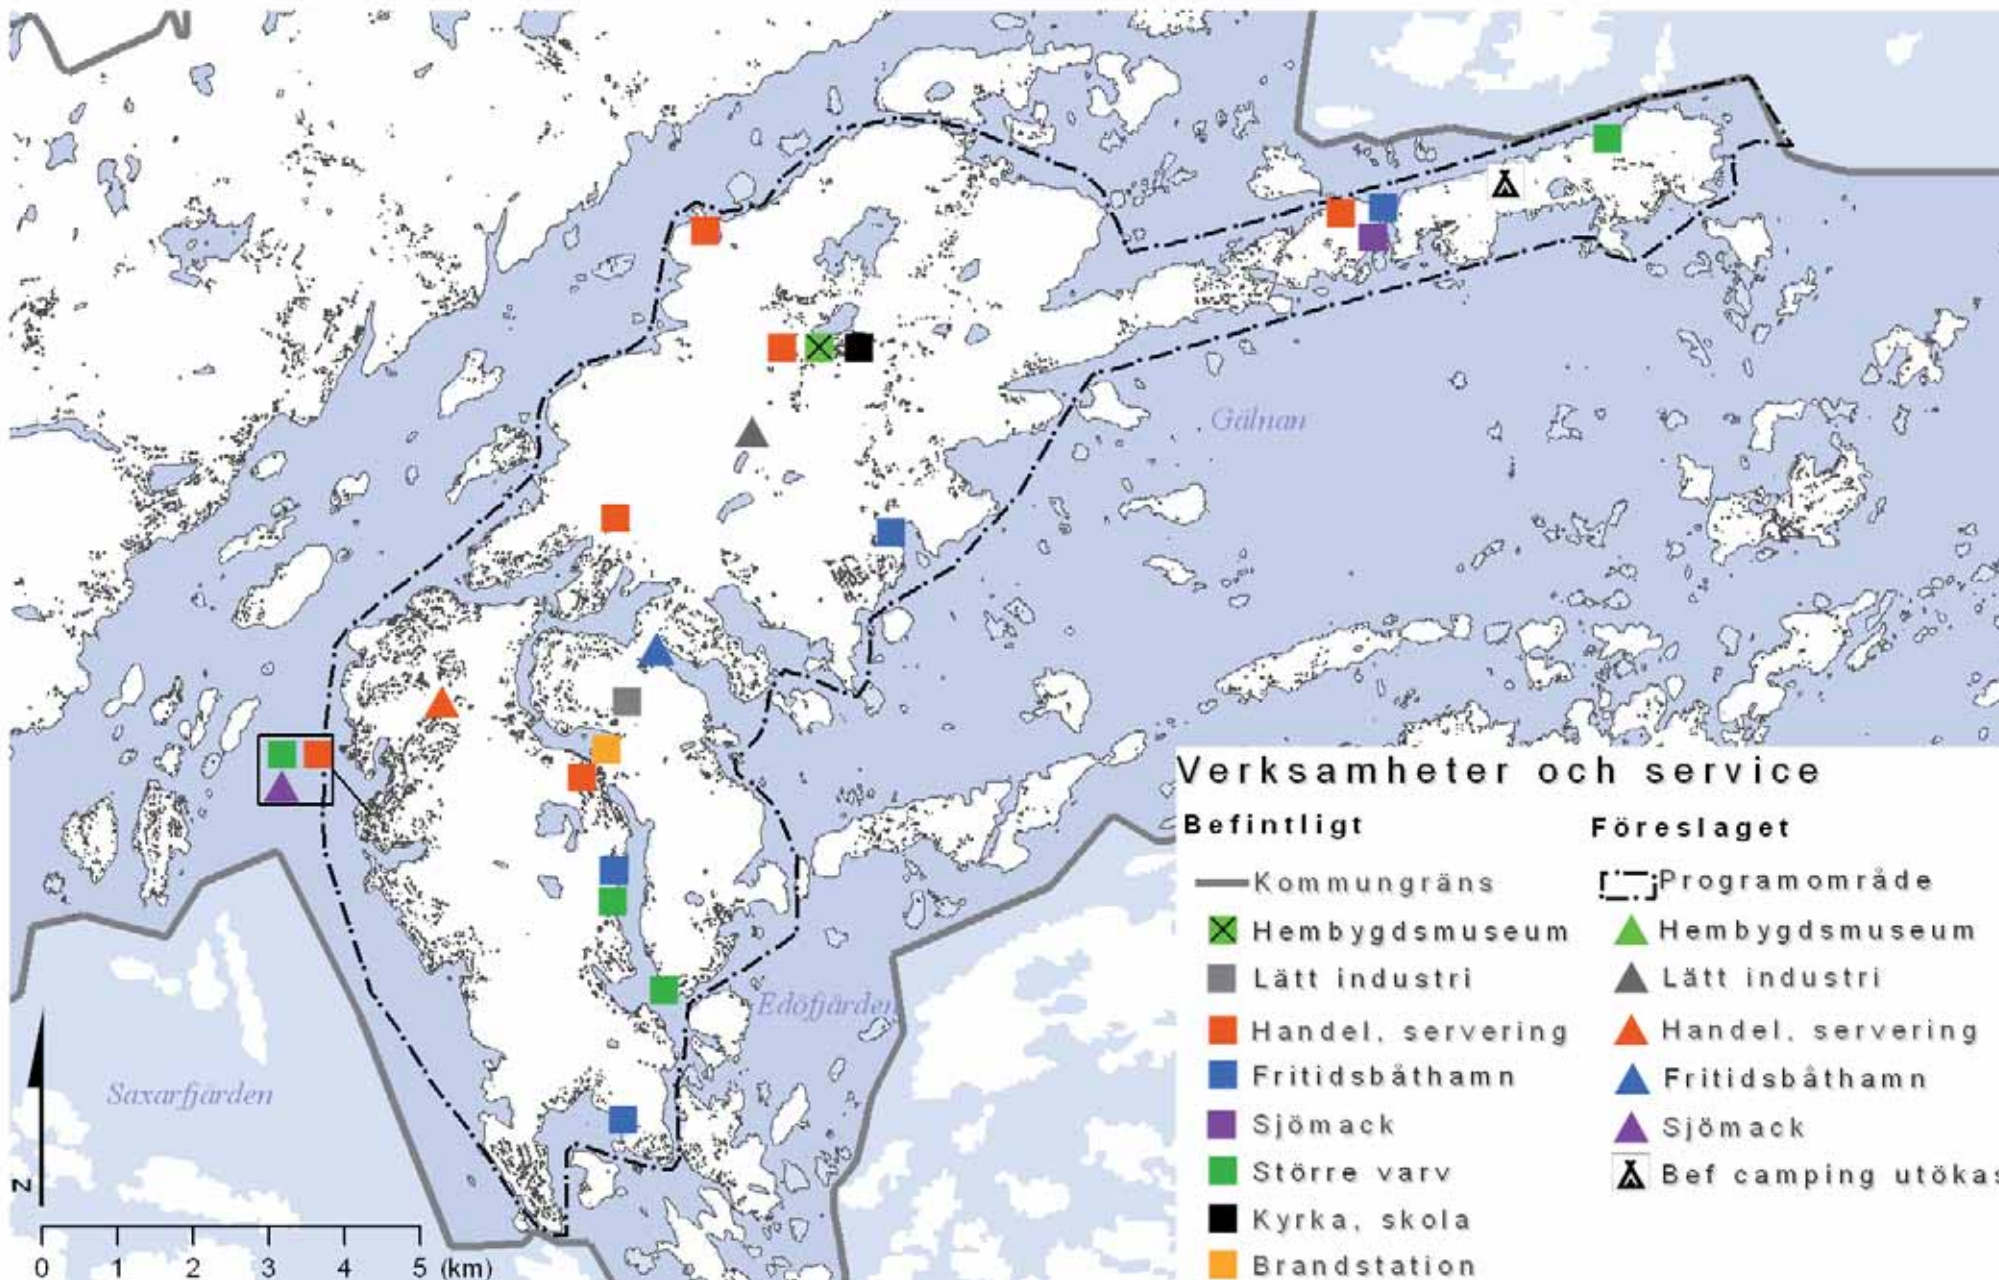 Gälnan
Edöfjärden
Saxarfjärden
N
0 1 2 3 4 5 (km)
Verksamheter och service
Befintligt
Kommungräns
Hembygdsmuseum
Lätt industri
Handel, servering
Fritidsbåthamn
Sjömack
Större varv
Kyrka, skola
Brandstation
Föreslaget
Programområde
Hembygdsmuseum
Lätt industri
Handel, servering
Fritidsbåthamn
Sjömack
Bef camping utökas